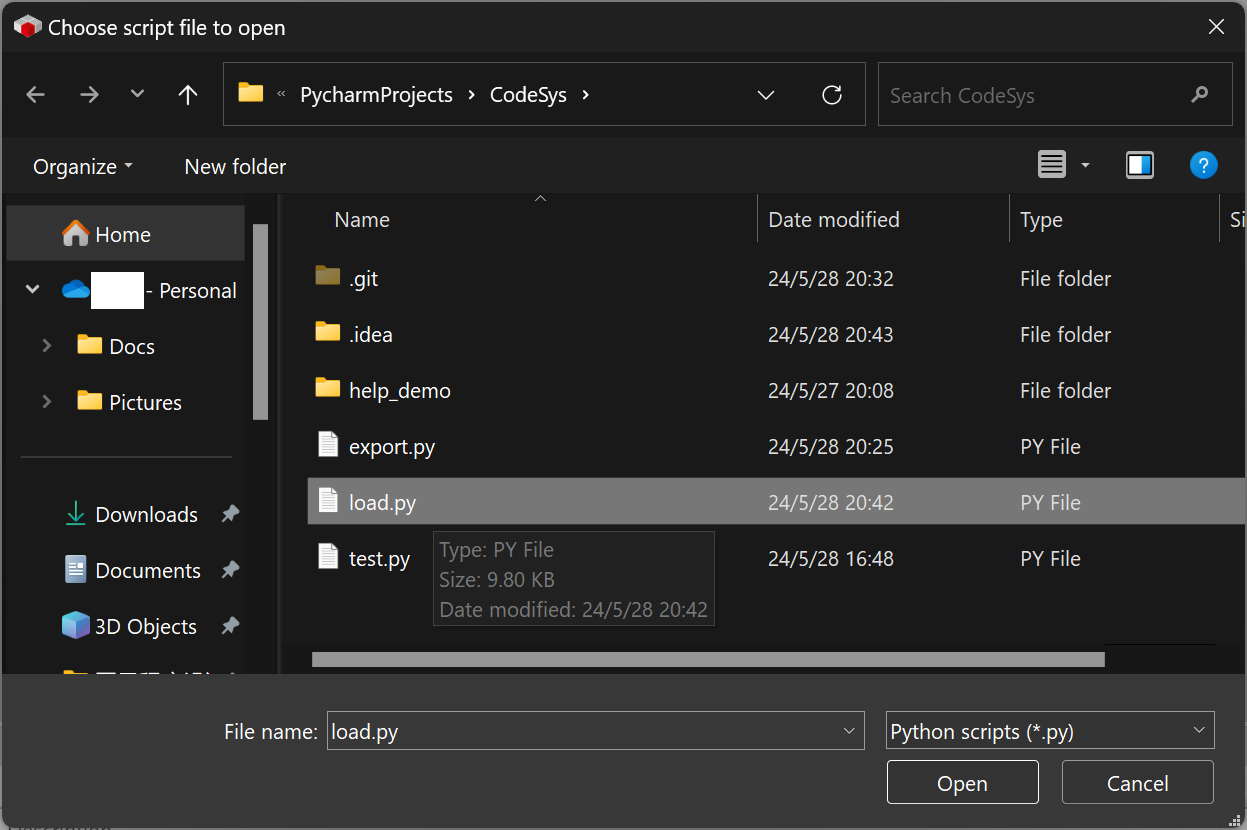 Choose script file to open
« PycharmProjects › CodeSys ›
Search CodeSys
Organize
New folder
?
Name
Date modified
Type
Si
Home
- Personal
Docs
Pictures
Downloads
Documents
3D Objects
.git 24/5/28 20:32 File folder
.idea 24/5/28 20:43 File folder
help_demo 24/5/27 20:08 File folder
export.py 24/5/28 20:25 PY File
load.py 24/5/28 20:42 PY File
test.py 24/5/28 16:48 PY File
Type: PY File
Size: 9.80 KB
Date modified: 24/5/28 20:42
File name: load.py
Python scripts (*.py)
Open
Cancel